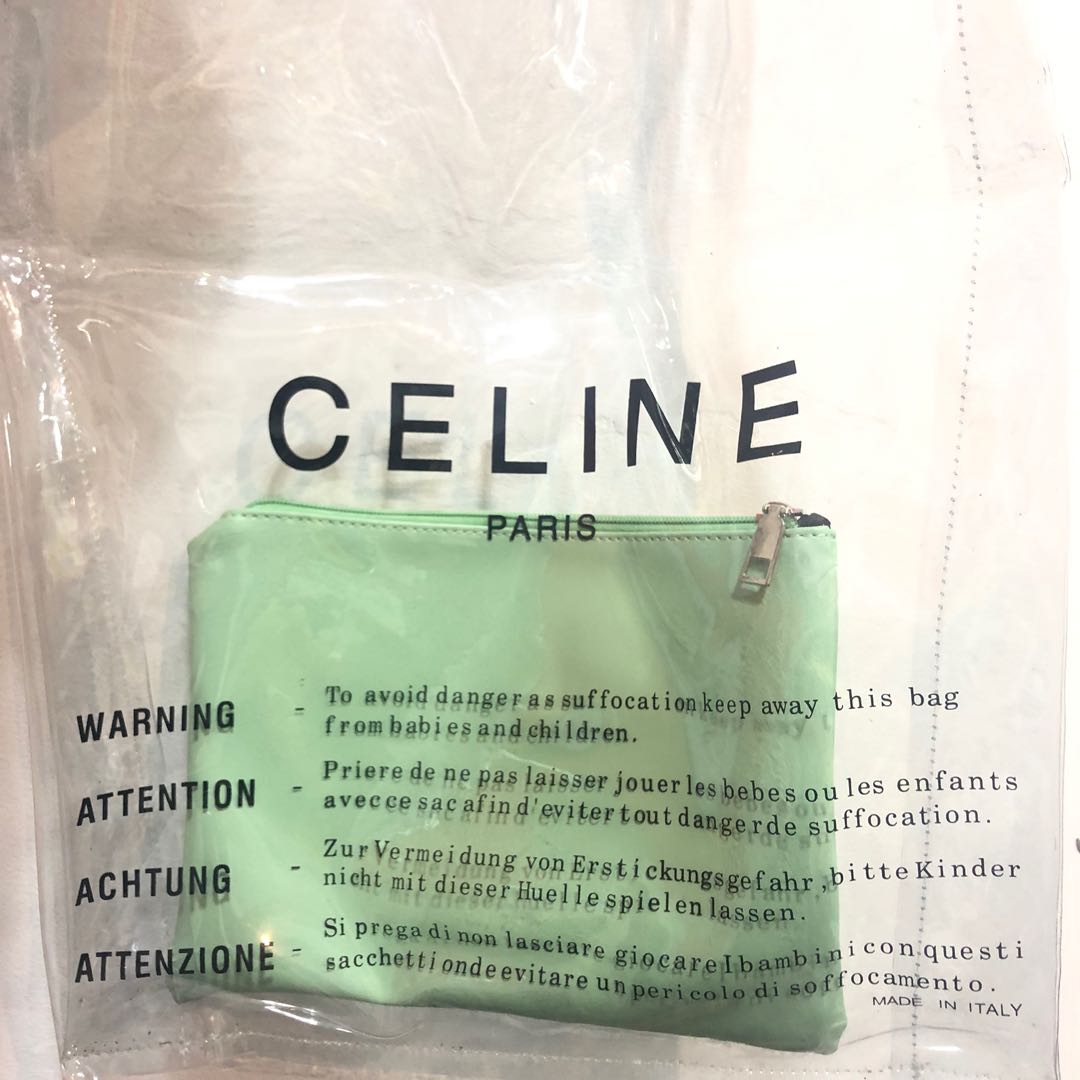 CELINE
PARIS
WARNING - To avoid danger as suffocation keep away this bag
from babies and children.
ATTENTION - Priere de ne pas laisser jouer les bebes ou les enfants
avec ce sac afin d'eviter tout danger de suffocation.
ACHTUNG - Zur Vermeidung von Erstickungsgefahr, bitte Kinder
nicht mit dieser Huelle spielen lassen.
ATTENZIONE - Si prega di non lasciare giocare I bambini con questi
sacchetti onde evitare un pericolo di soffocamento.
MADE IN ITALY